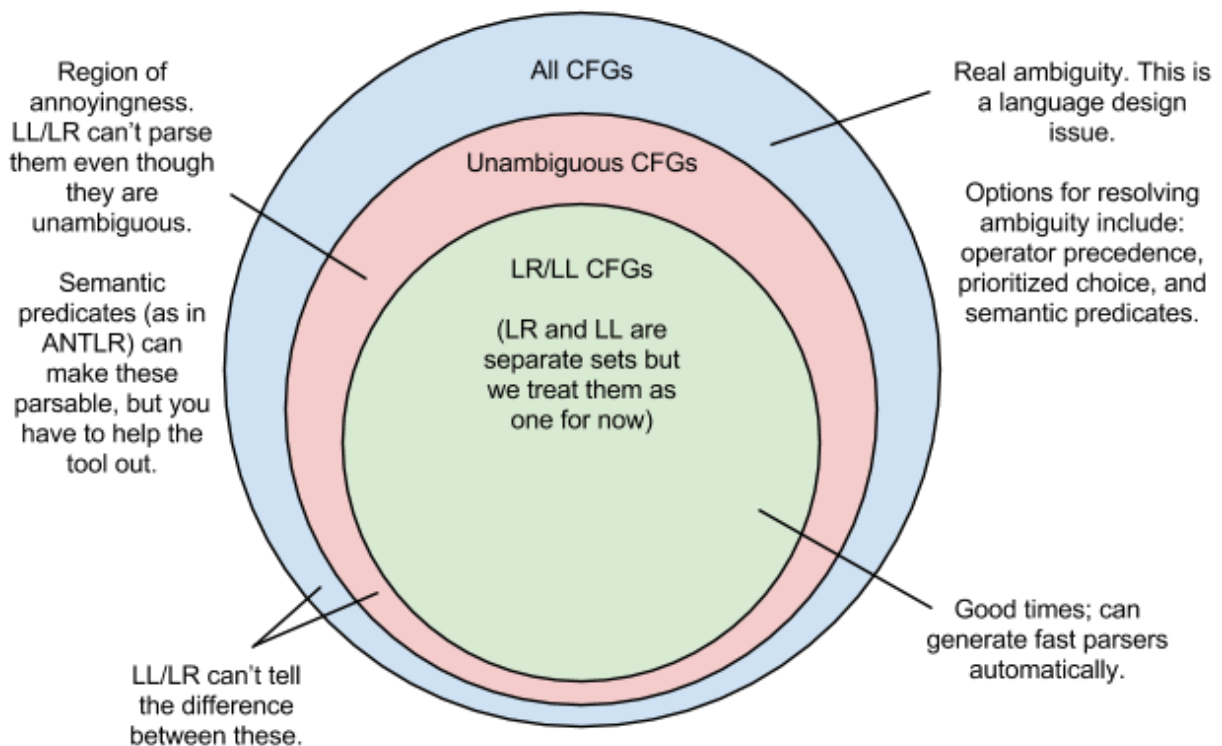 All CFGs
Unambiguous CFGs
LR/LL CFGs
(LR and LL are
separate sets but
we treat them as
one for now)
Region of
annoyingness.
LL/LR can't parse
them even though
they are
unambiguous.
Semantic
predicates (as in
ANTLR) can
make these
parsable, but you
have to help the
tool out.
LL/LR can't tell
the difference
between these.
Real ambiguity. This is
a language design
issue.
Options for resolving
ambiguity include:
operator precedence,
prioritized choice, and
semantic predicates.
Good times; can
generate fast parsers
automatically.